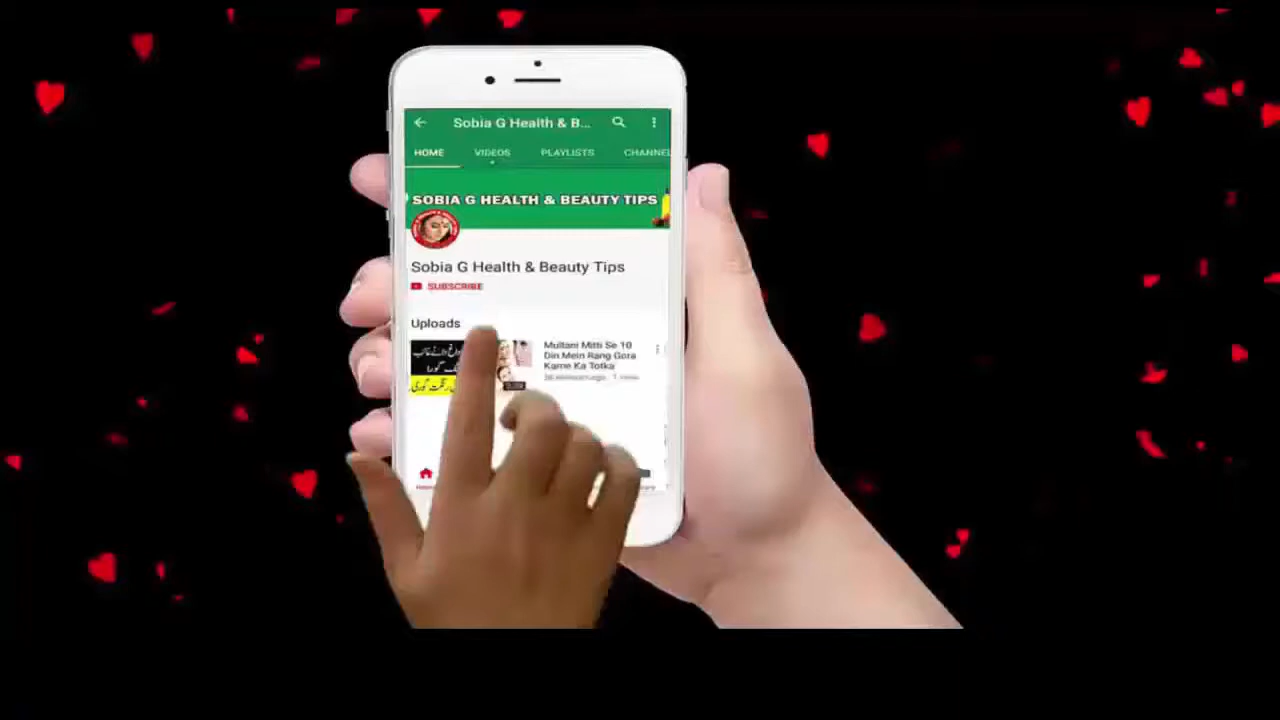 Sobia G Health & B...
HOME VIDEOS PLAYLISTS CHANNEL
SOBIA G HEALTH & BEAUTY TIPS
Sobia G Health & Beauty Tips
SUBSCRIBE
Uploads
Multani Mitti Se 10
Din Mein Rang Gora
Karne Ka Totka